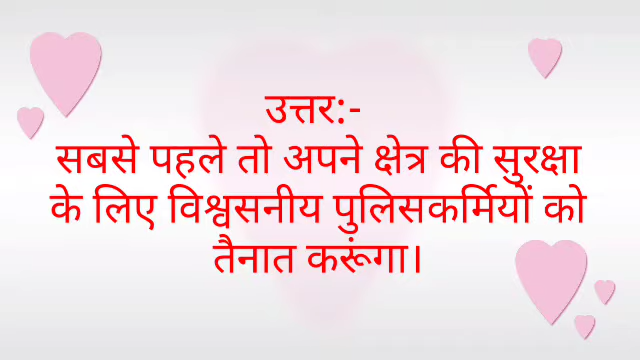 उत्तर:-
सबसे पहले तो अपने क्षेत्र की सुरक्षा
के लिए विश्वसनीय पुलिसकर्मियों को
तैनात करूंगा।